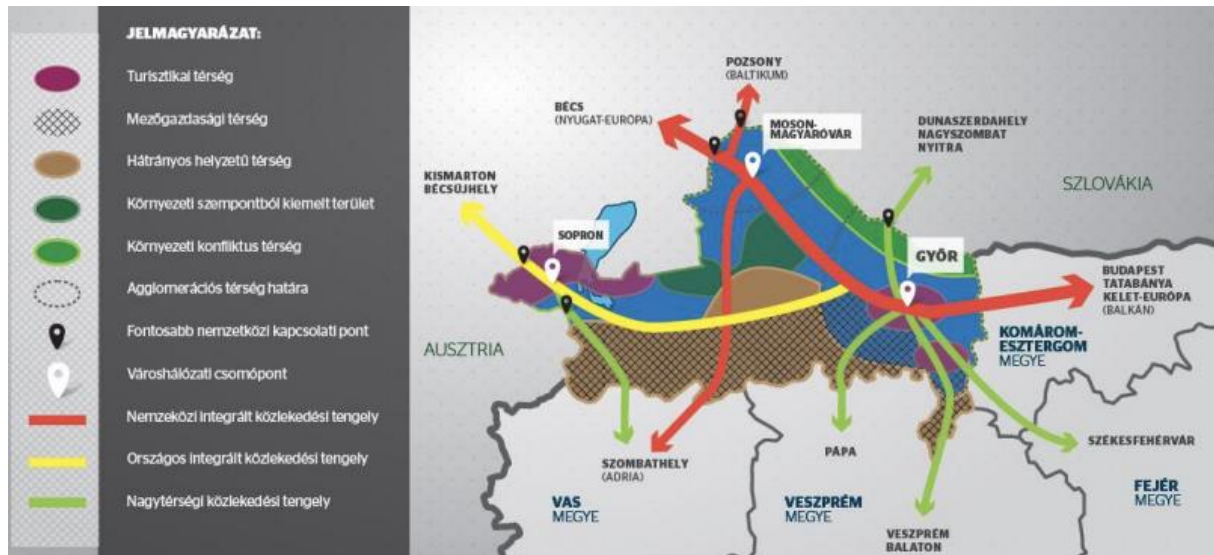 JELMAGYARÁZAT:
Turisztikai térség
Mezőgazdasági térség
Hátrányos helyzetű térség
Környezeti szempontból kiemelt terület
Környezeti konfliktus térség
Agglomerációs térség határa
Fontosabb nemzetközi kapcsolati pont
Városhálózati csomópont
Nemzeközi integrált közlekedési tengely
Országos integrált közlekedési tengely
Nagytérségi közlekedési tengely
POZSONY
(BALTIKUM)
BÉCS
(NYUGAT-EURÓPA)
MOSON-
MAGYARÓVÁR
DUNASZERDAHELY
NAGYSZOMBAT
NYITRA
KISMARTON
BÉCSÚJHELY
SZLOVÁKIA
SOPRON
GYŐR
BUDAPEST
TATABÁNYA
KELET-EURÓPA
(BALKÁN)
AUSZTRIA
KOMÁROM-
ESZTERGOM
MEGYE
SZOMBATHELY
(ADRIA)
PÁPA
SZÉKESFEHÉRVÁR
VAS
MEGYE
VESZPRÉM
MEGYE
FEJÉR
MEGYE
VESZPRÉM
BALATON